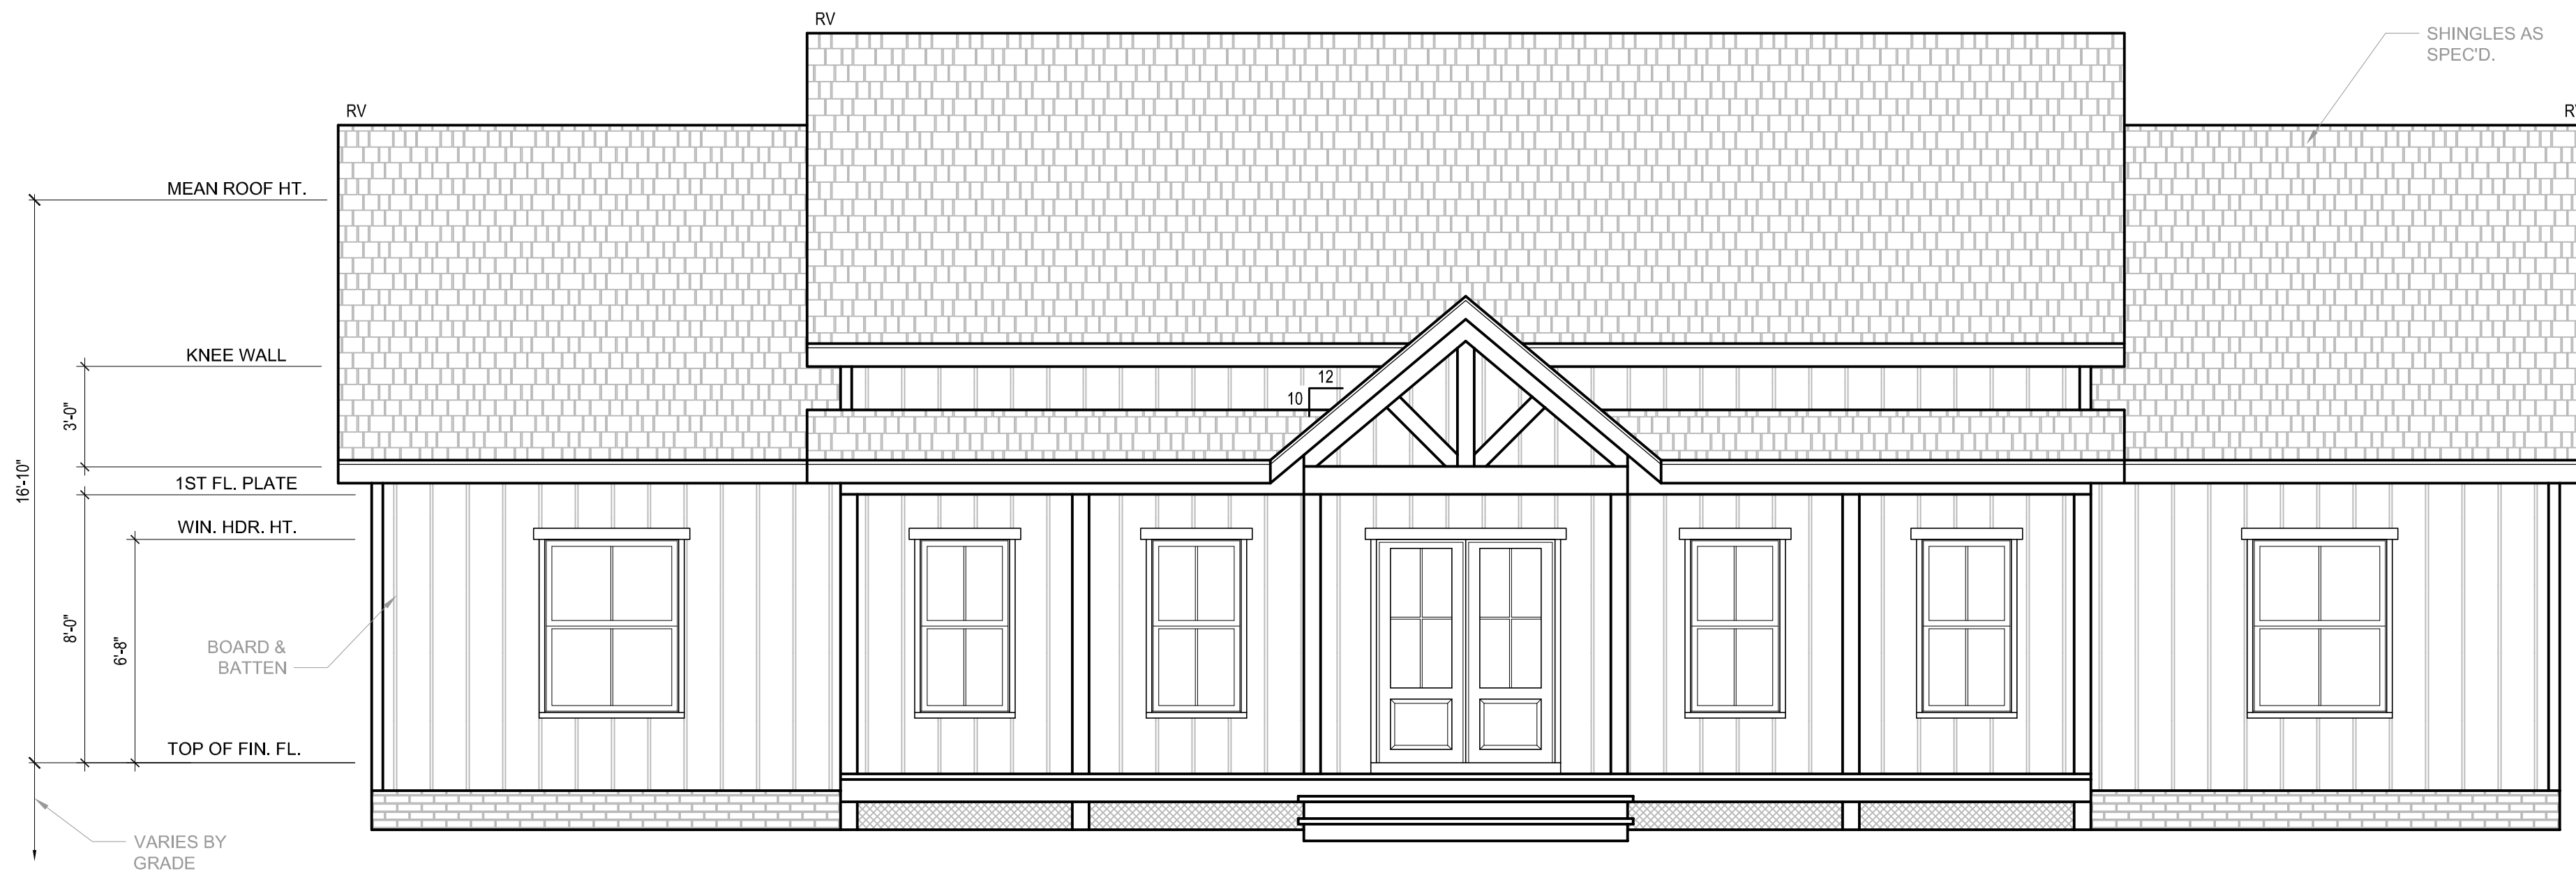 RV
SHINGLES AS
SPEC'D.
RV
RV
MEAN ROOF HT.
KNEE WALL
12
10
3'-0"
16'-10"
1ST FL. PLATE
WIN. HDR. HT.
8'-0"
6'-8"
BOARD &
BATTEN
TOP OF FIN. FL.
VARIES BY
GRADE